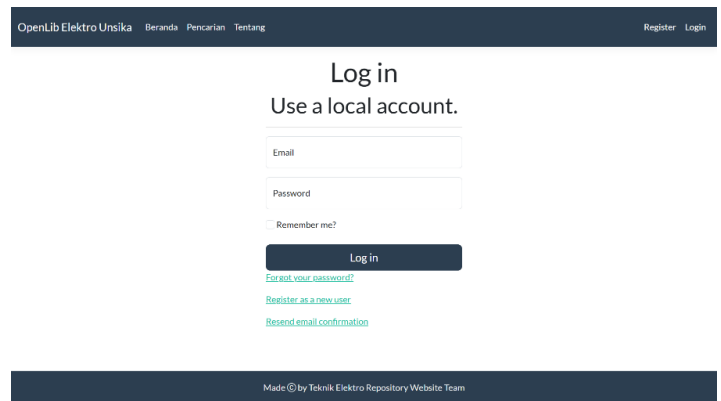 OpenLib Elektro Unsika Beranda Pencarian Tentang Register Login
Log in
Use a local account.
Email
Password
Remember me?
Log in
Forgot your password?
Register as a new user
Resend email confirmation
Made © by Teknik Elektro Repository Website Team